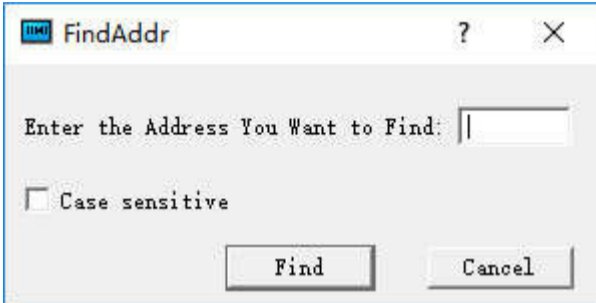 FindAddr ?
Enter the Address You Want to Find:
Case sensitive
Find Cancel